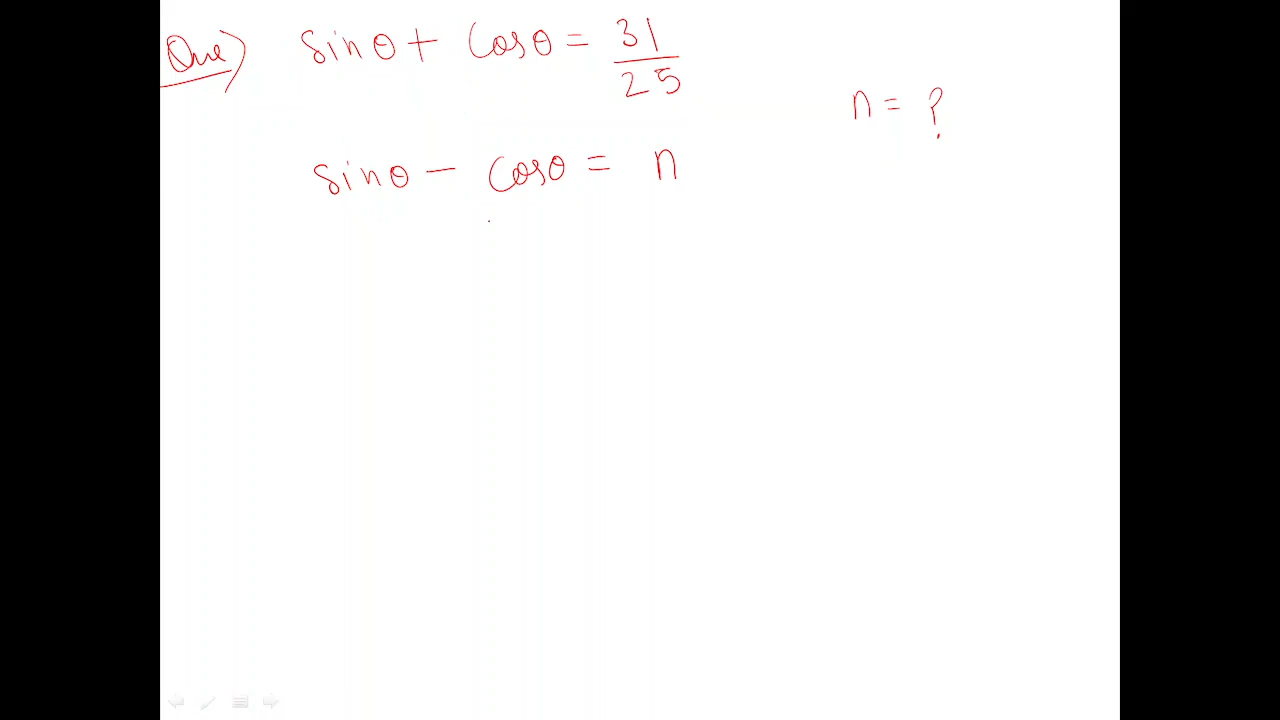 Que) sinθ + cosθ = 31/25
n = ?
sinθ - cosθ = n